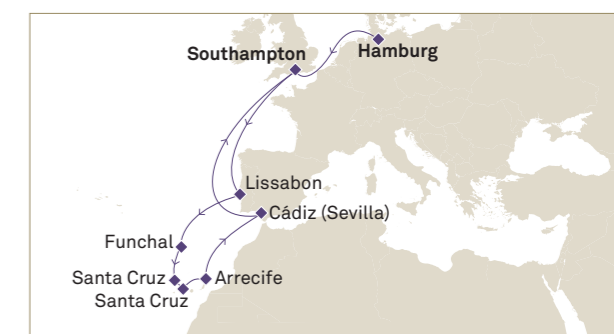 Southampton
Hamburg
Lissabon
Cádiz (Sevilla)
Funchal
Santa Cruz
Arrecife
Santa Cruz